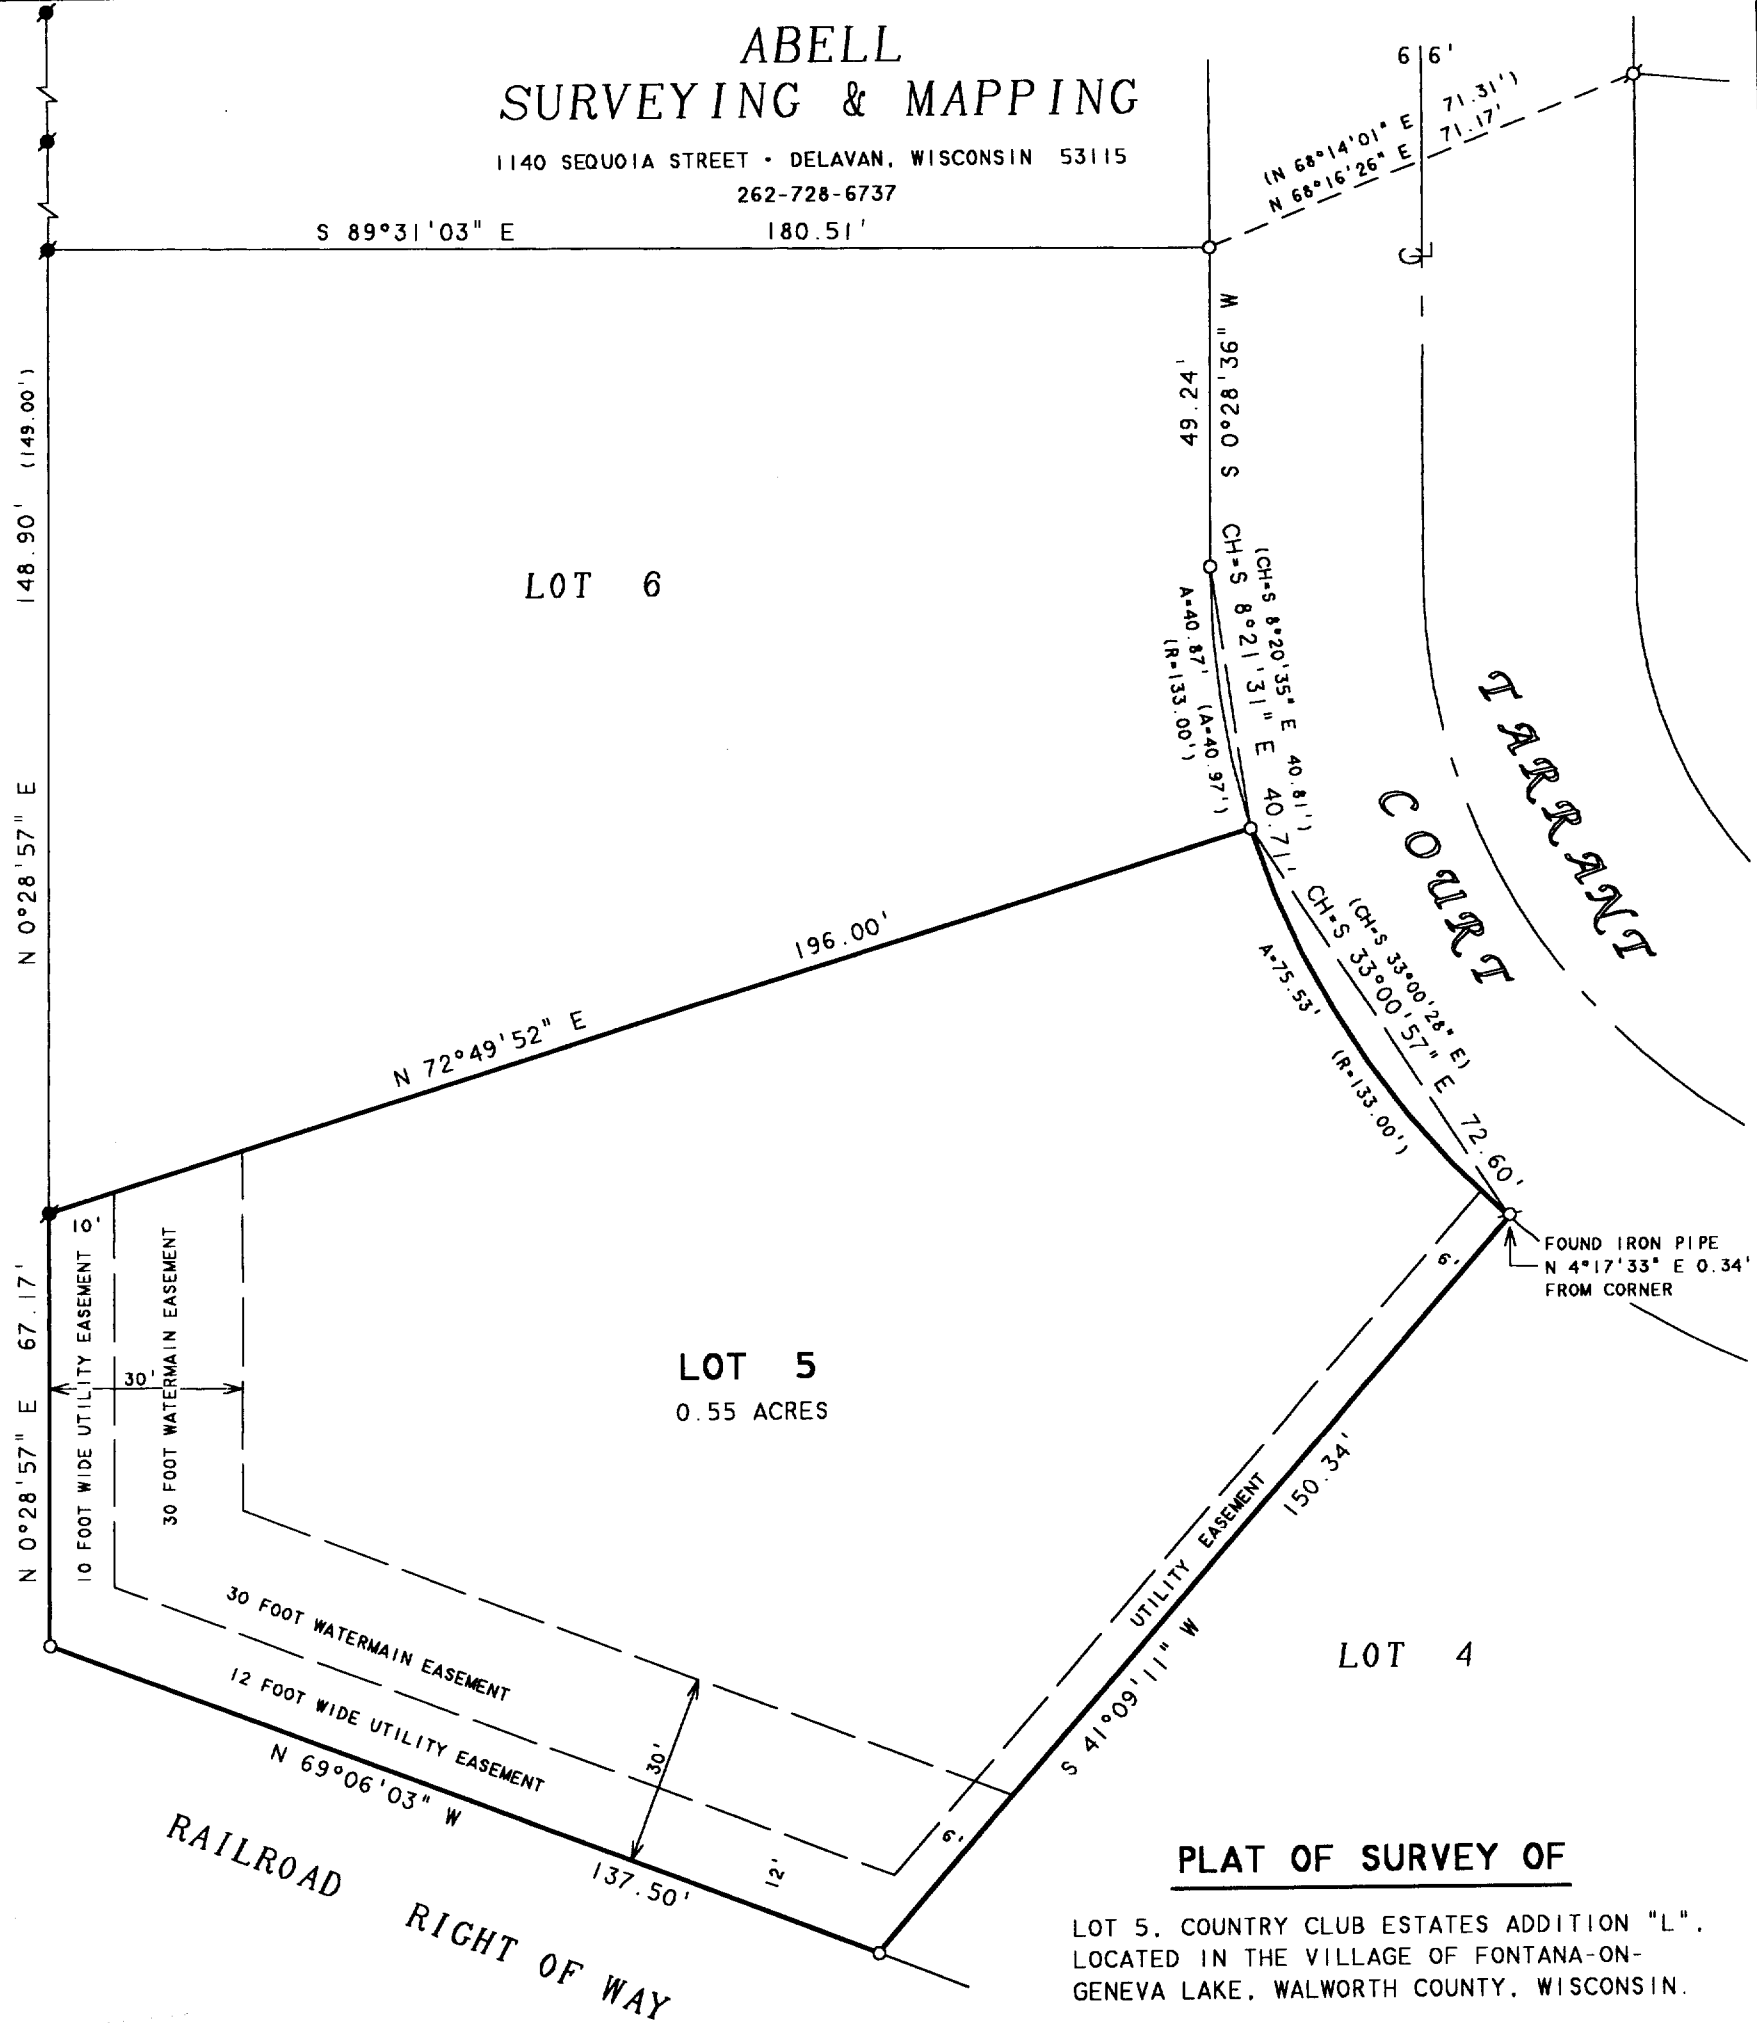 ABELL
SURVEYING & MAPPING
1140 SEQUOIA STREET • DELAVAN, WISCONSIN 53115
262-728-6737
66'
(N 68°14'01" E 71.31')
N 68°16'26" E 71.17'
S 89°31'03" E 180.51'
CL
148.90' (149.00')
N 0°28'57" E
49.24'
S 0°28'36" W
LOT 6
(CH=S 8°20'35" E 40.81')
CH=S 8°21'31" E 40.71'
A=40.87' (A=40.97')
(R=133.00')
TARRANT
COURT
196.00'
N 72°49'52" E
(CH=S 33°00'28" E)
CH=S 33°00'57" E 72.60'
A=75.53' (R=133.00')
10'
FOUND IRON PIPE
N 4°17'33" E 0.34'
FROM CORNER
6'
N 0°28'57" E 67.17'
10 FOOT WIDE UTILITY EASEMENT
30 FOOT WATERMAIN EASEMENT
30'
LOT 5
0.55 ACRES
150.34'
UTILITY EASEMENT
S 41°09'11" W
LOT 4
30 FOOT WATERMAIN EASEMENT
12 FOOT WIDE UTILITY EASEMENT
30'
N 69°06'03" W
137.50'
12'
6'
RAILROAD RIGHT OF WAY
PLAT OF SURVEY OF
LOT 5, COUNTRY CLUB ESTATES ADDITION "L",
LOCATED IN THE VILLAGE OF FONTANA-ON-
GENEVA LAKE, WALWORTH COUNTY, WISCONSIN.